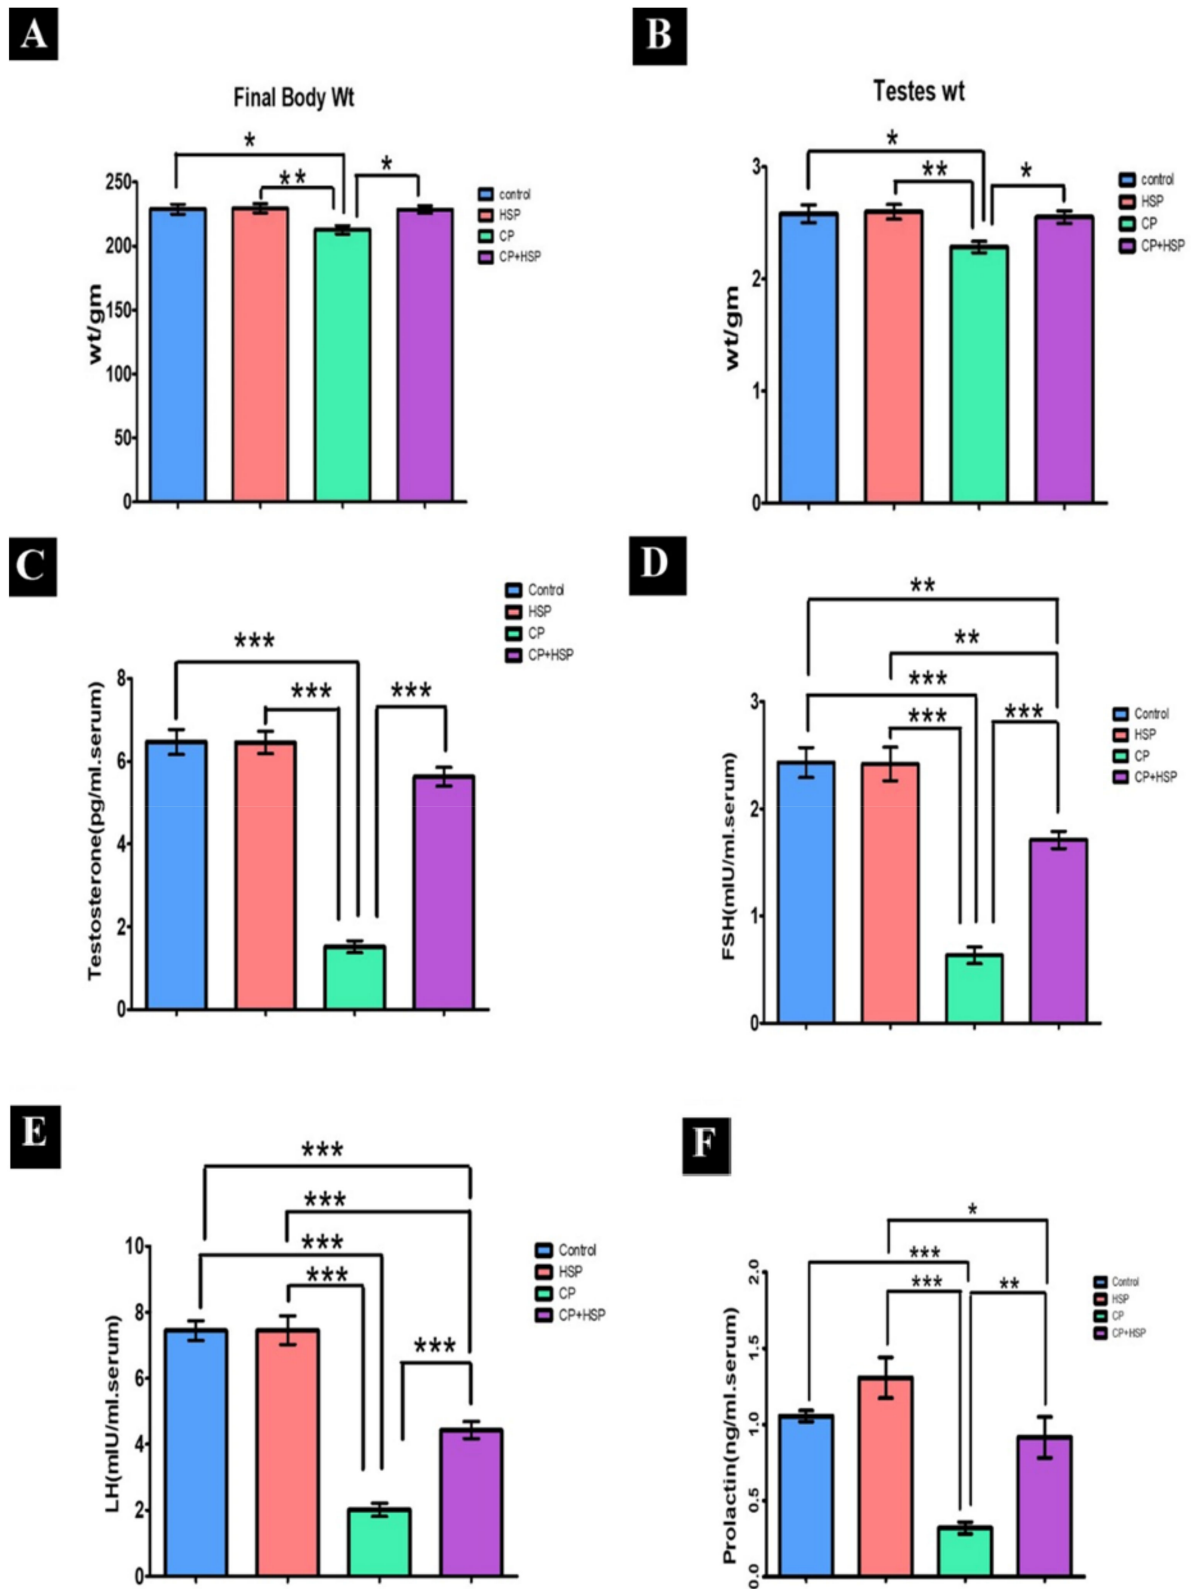 A
Final Body Wt
*
** *
250
200
150
100
50
0
wt/gm
control
HSP
CP
CP+HSP
B
Testes wt
*
** *
3
2
1
0
wt/gm
control
HSP
CP
CP+HSP
C
***
*** ***
8
6
4
2
0
Testosterone(pg/ml.serum)
Control
HSP
CP
CP+HSP
D
**
**
***
*** ***
3
2
1
0
FSH(mIU/ml.serum)
Control
HSP
CP
CP+HSP
E
***
***
***
***
***
10
8
6
4
2
0
LH(mIU/ml.serum)
Control
HSP
CP
CP+HSP
F
*
***
*** **
2.0
1.5
1.0
0.5
0.0
Prolactin(ng/ml.serum)
Control
HSP
CP
CP+HSP